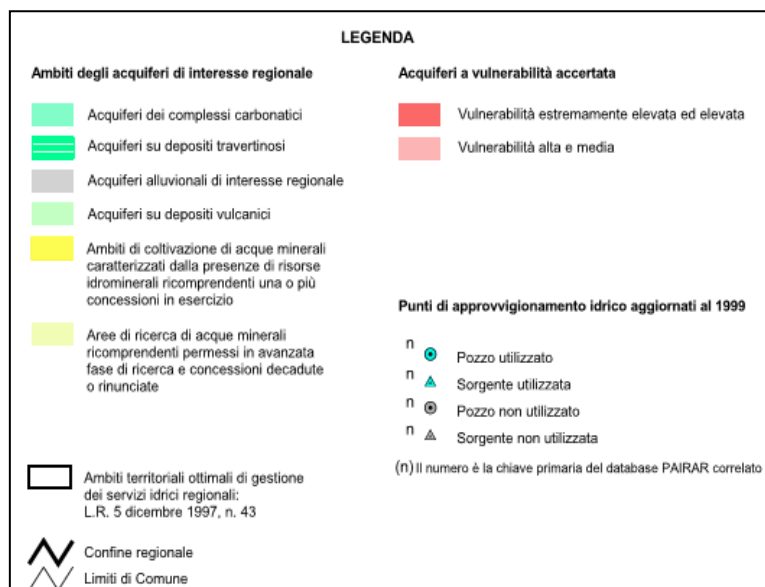 LEGENDA
Ambiti degli acquiferi di interesse regionale
Acquiferi dei complessi carbonatici
Acquiferi su depositi travertinosi
Acquiferi alluvionali di interesse regionale
Acquiferi su depositi vulcanici
Ambiti di coltivazione di acque minerali
caratterizzati dalla presenze di risorse
idrominerali ricomprendenti una o più
concessioni in esercizio
Aree di ricerca di acque minerali
ricomprendenti permessi in avanzata
fase di ricerca e concessioni decadute
o rinunciate
Ambiti territoriali ottimali di gestione
dei servizi idrici regionali:
L.R. 5 dicembre 1997, n. 43
Confine regionale
Limiti di Comune
Acquiferi a vulnerabilità accertata
Vulnerabilità estremamente elevata ed elevata
Vulnerabilità alta e media
Punti di approvvigionamento idrico aggiornati al 1999
n Pozzo utilizzato
n Sorgente utilizzata
n Pozzo non utilizzato
n Sorgente non utilizzata
(n) Il numero è la chiave primaria del database PAIRAR correlato